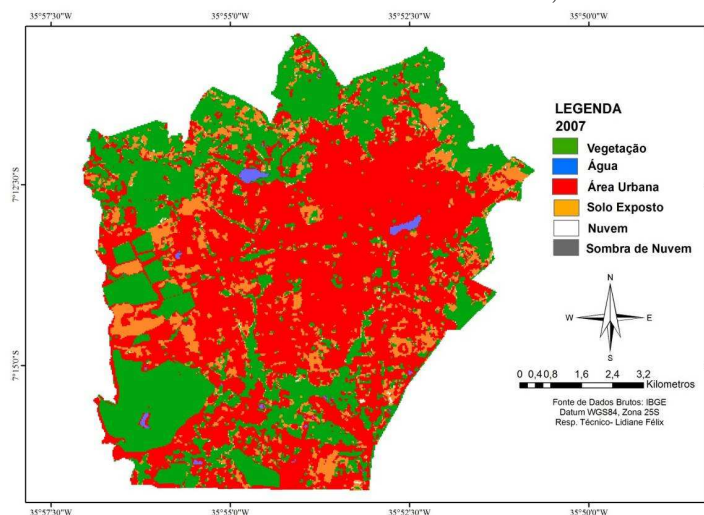 35°57'30"W 35°55'0"W 35°52'30"W 35°50'0"W
LEGENDA
2007
Vegetação
Água
Área Urbana
Solo Exposto
Nuvem
Sombra de Nuvem
7°12'30"S
7°15'0"S
N
W E
S
0 0,4 0,8 1,6 2,4 3,2
Kilometros
Fonte de Dados Brutos: IBGE
Datum WGS84, Zona 25S
Resp. Técnico- Lidiane Félix
35°57'30"W 35°55'0"W 35°52'30"W 35°50'0"W